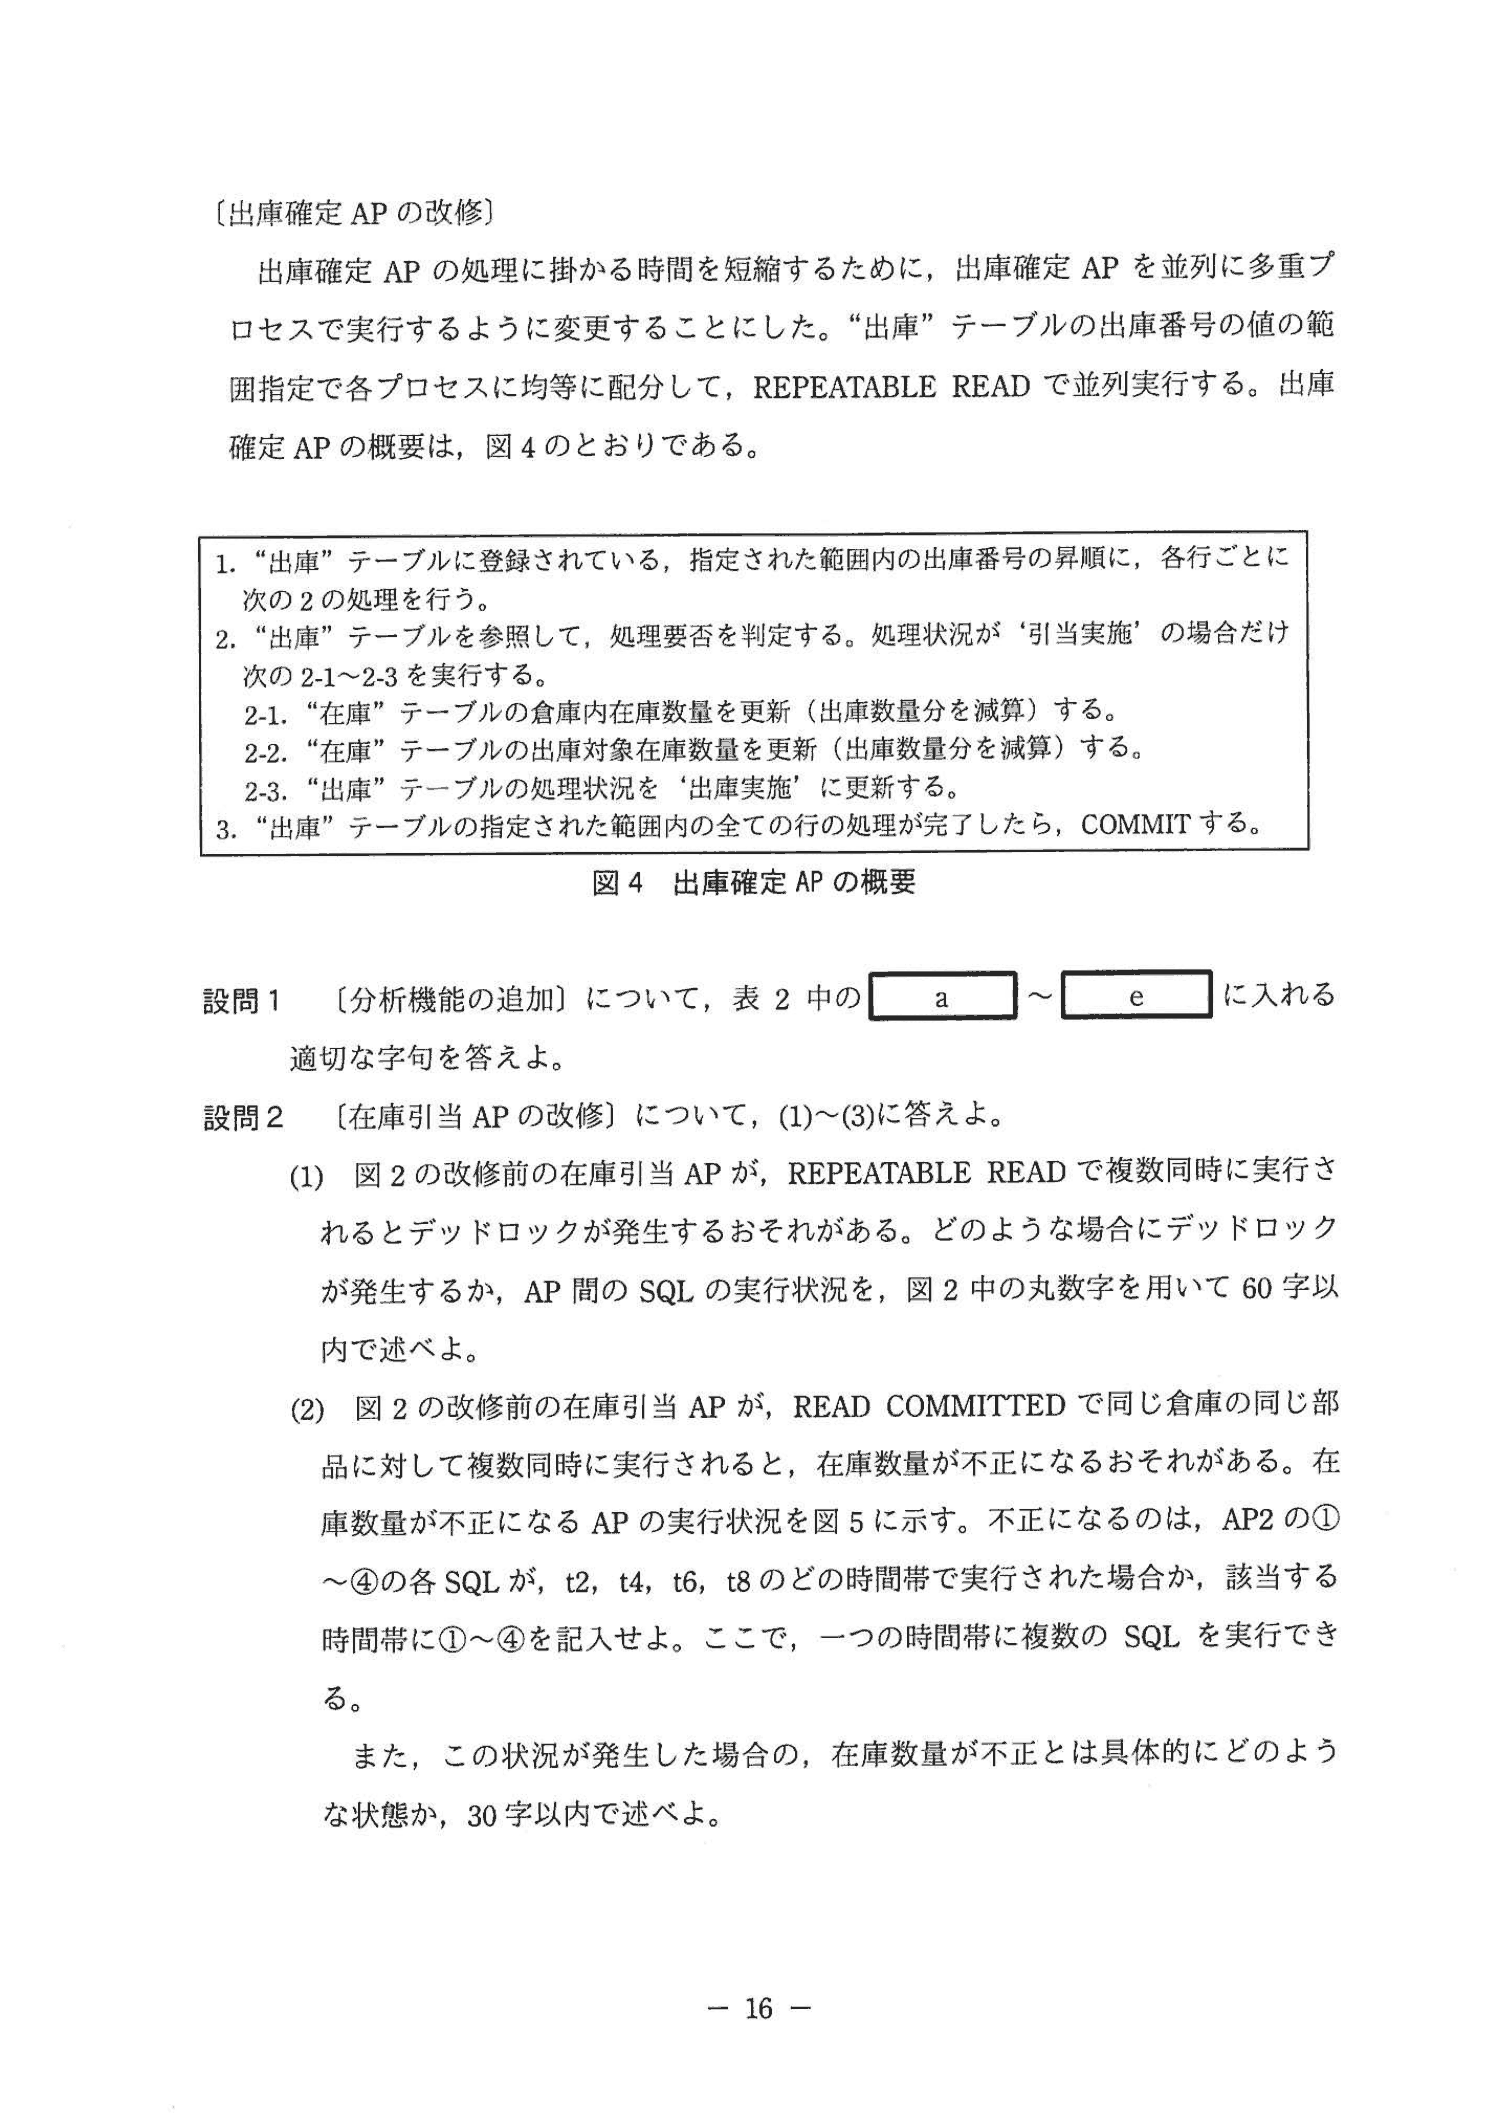 〔出庫確定 AP の改修〕
出庫確定 AP の処理に掛かる時間を短縮するために，出庫確定 AP を並列に多重プ
ロセスで実行するように変更することにした。“出庫” テーブルの出庫番号の値の範
囲指定で各プロセスに均等に配分して，REPEATABLE READ で並列実行する。出庫
確定 AP の概要は，図 4 のとおりである。
1. “出庫” テーブルに登録されている，指定された範囲内の出庫番号の昇順に，各行ごとに
次の 2 の処理を行う。
2. “出庫” テーブルを参照して，処理要否を判定する。処理状況が ‘引当実施’ の場合だけ
次の 2-1～2-3 を実行する。
2-1. “在庫” テーブルの倉庫内在庫数量を更新（出庫数量分を減算）する。
2-2. “在庫” テーブルの出庫対象在庫数量を更新（出庫数量分を減算）する。
2-3. “出庫” テーブルの処理状況を ‘出庫実施’ に更新する。
3. “出庫” テーブルの指定された範囲内の全ての行の処理が完了したら，COMMIT する。
図 4 出庫確定 AP の概要
設問 1 〔分析機能の追加〕について，表 2 中の a ～ e に入れる
適切な字句を答えよ。
設問 2 〔在庫引当 AP の改修〕について，(1)～(3)に答えよ。
(1) 図 2 の改修前の在庫引当 AP が，REPEATABLE READ で複数同時に実行さ
れるとデッドロックが発生するおそれがある。どのような場合にデッドロック
が発生するか，AP 間の SQL の実行状況を，図 2 中の丸数字を用いて 60 字以
内で述べよ。
(2) 図 2 の改修前の在庫引当 AP が，READ COMMITTED で同じ倉庫の同じ部
品に対して複数同時に実行されると，在庫数量が不正になるおそれがある。在
庫数量が不正になる AP の実行状況を図 5 に示す。不正になるのは，AP2 の①
～④の各 SQL が，t2，t4，t6，t8 のどの時間帯で実行された場合か，該当する
時間帯に①～④を記入せよ。ここで，一つの時間帯に複数の SQL を実行でき
る。
また，この状況が発生した場合の，在庫数量が不正とは具体的にどのよう
な状態か，30 字以内で述べよ。
－ 16 －